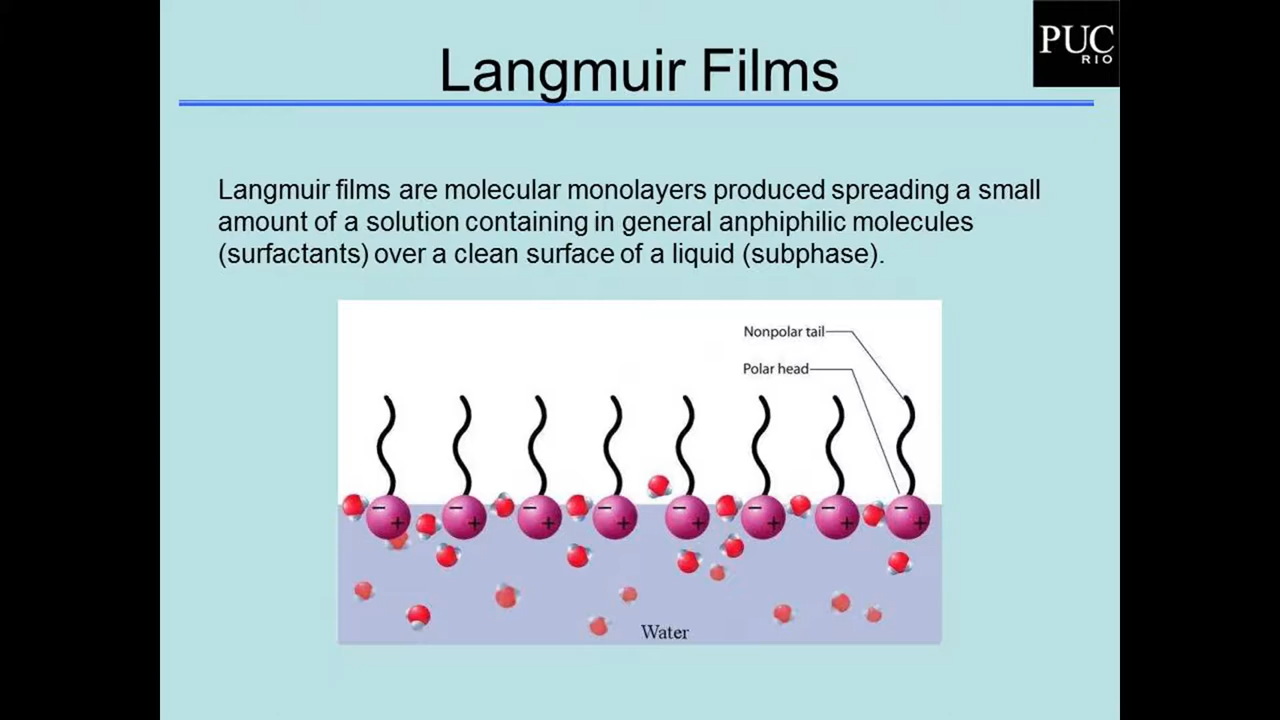 PUC
RIO
Langmuir Films
Langmuir films are molecular monolayers produced spreading a small
amount of a solution containing in general anphiphilic molecules
(surfactants) over a clean surface of a liquid (subphase).
Nonpolar tail
Polar head
− + − + − + − + − + − + − + − +
Water